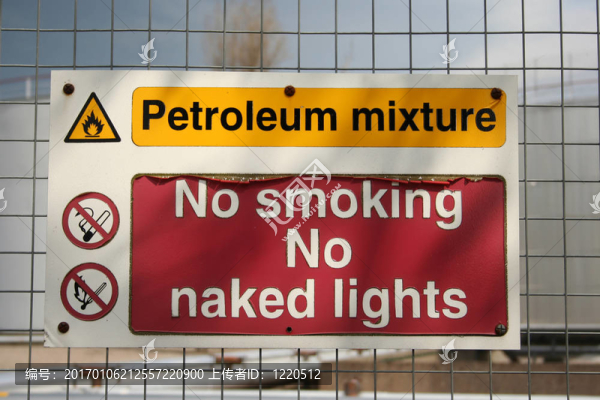 Petroleum mixture
No smoking
No
naked lights
编号: 20170106212557220900 上传者ID: 1220512